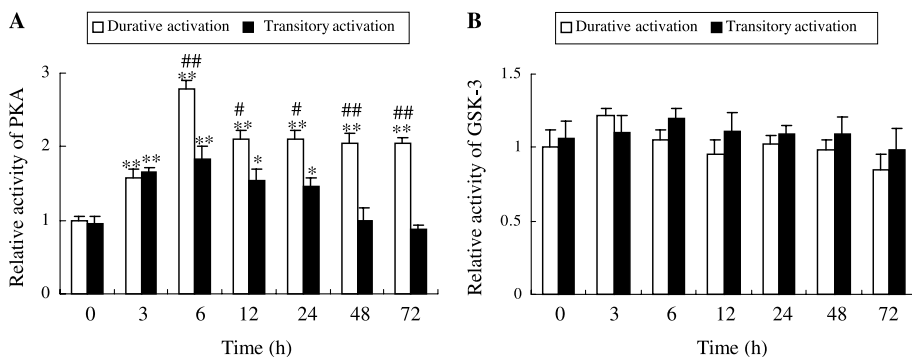 A
Durative activation Transitory activation
Relative activity of PKA
3
2
1
0
##
**
** **
**
#
**
*
#
**
*
##
**
##
**
0 3 6 12 24 48 72
Time (h)
B
Durative activation Transitory activation
Relative activity of GSK-3
1.5
1
0.5
0
0 3 6 12 24 48 72
Time (h)